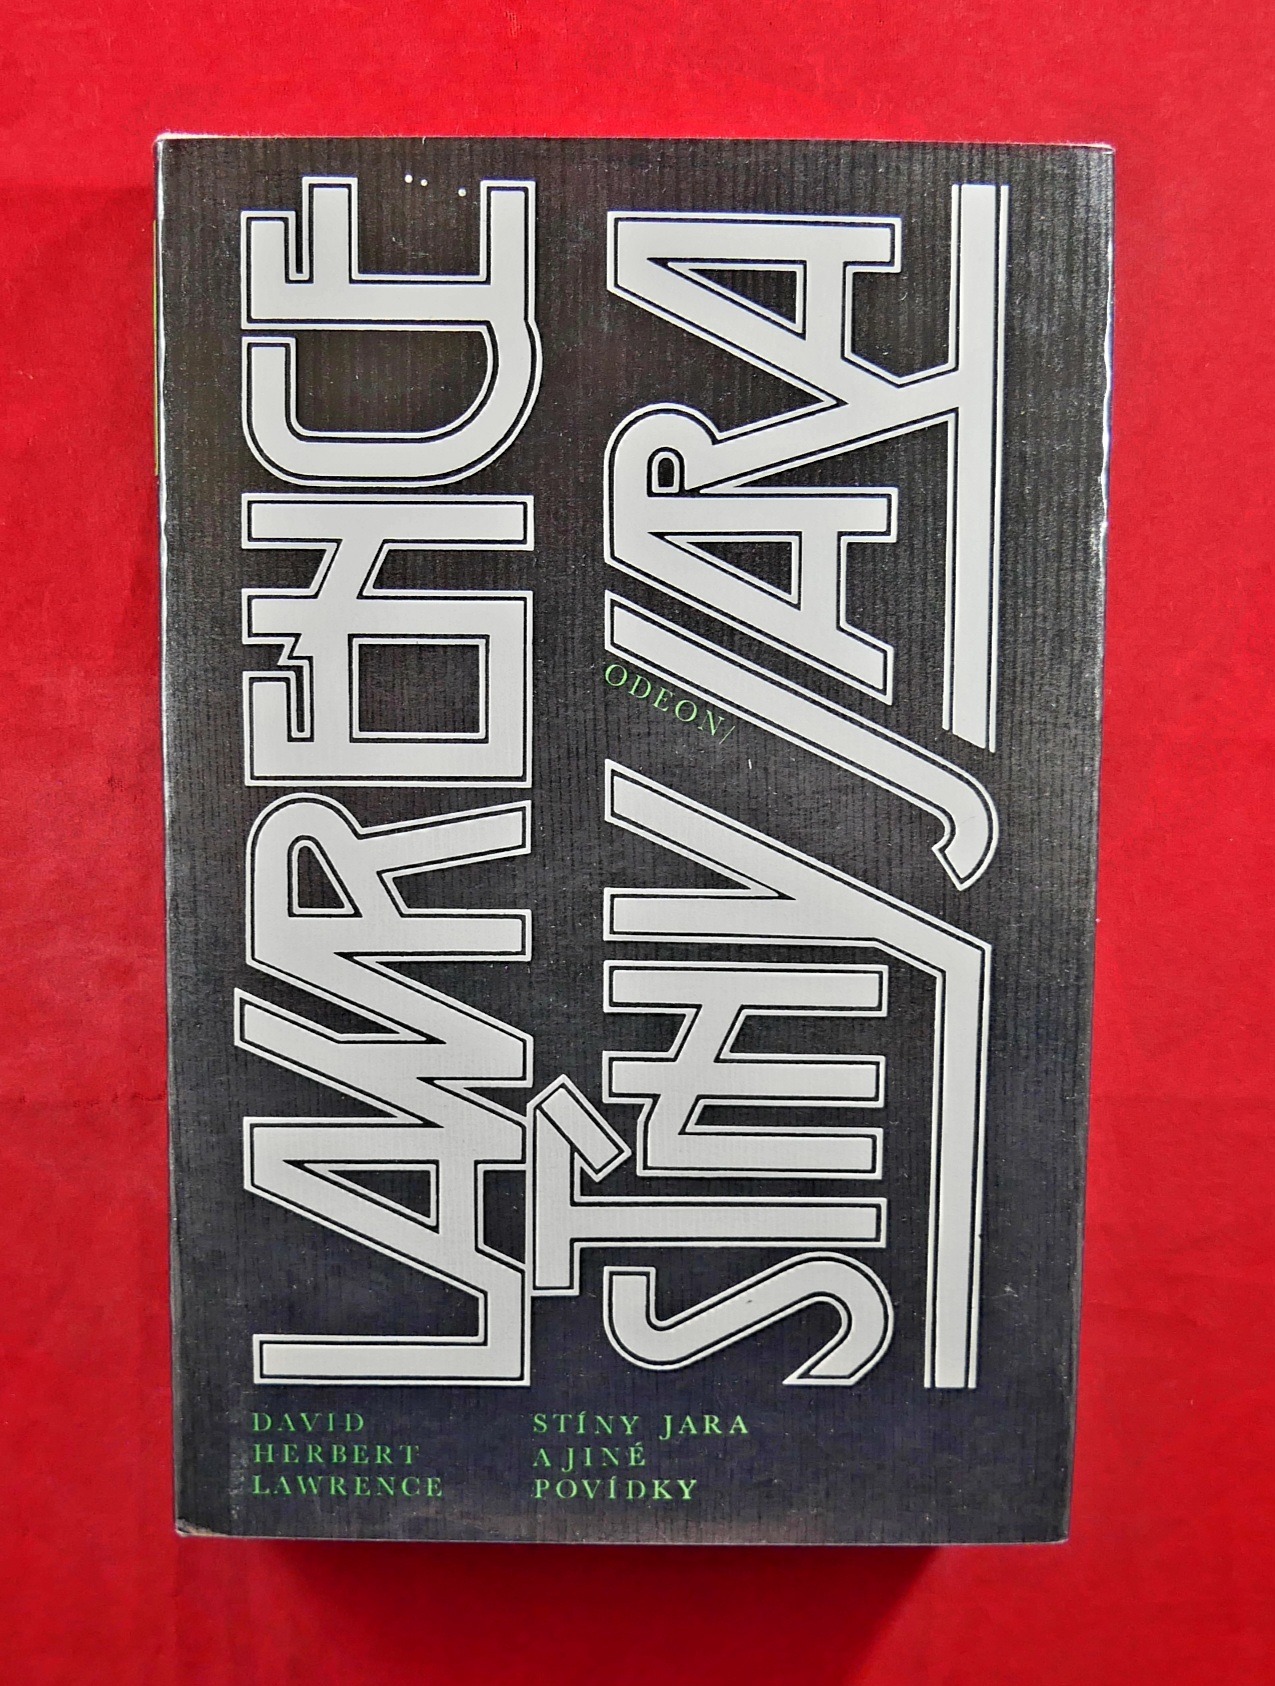 LAWRENCE
STÍNY JARA
ODEON/
DAVID
HERBERT
LAWRENCE
STÍNY JARA
A JINÉ
POVÍDKY